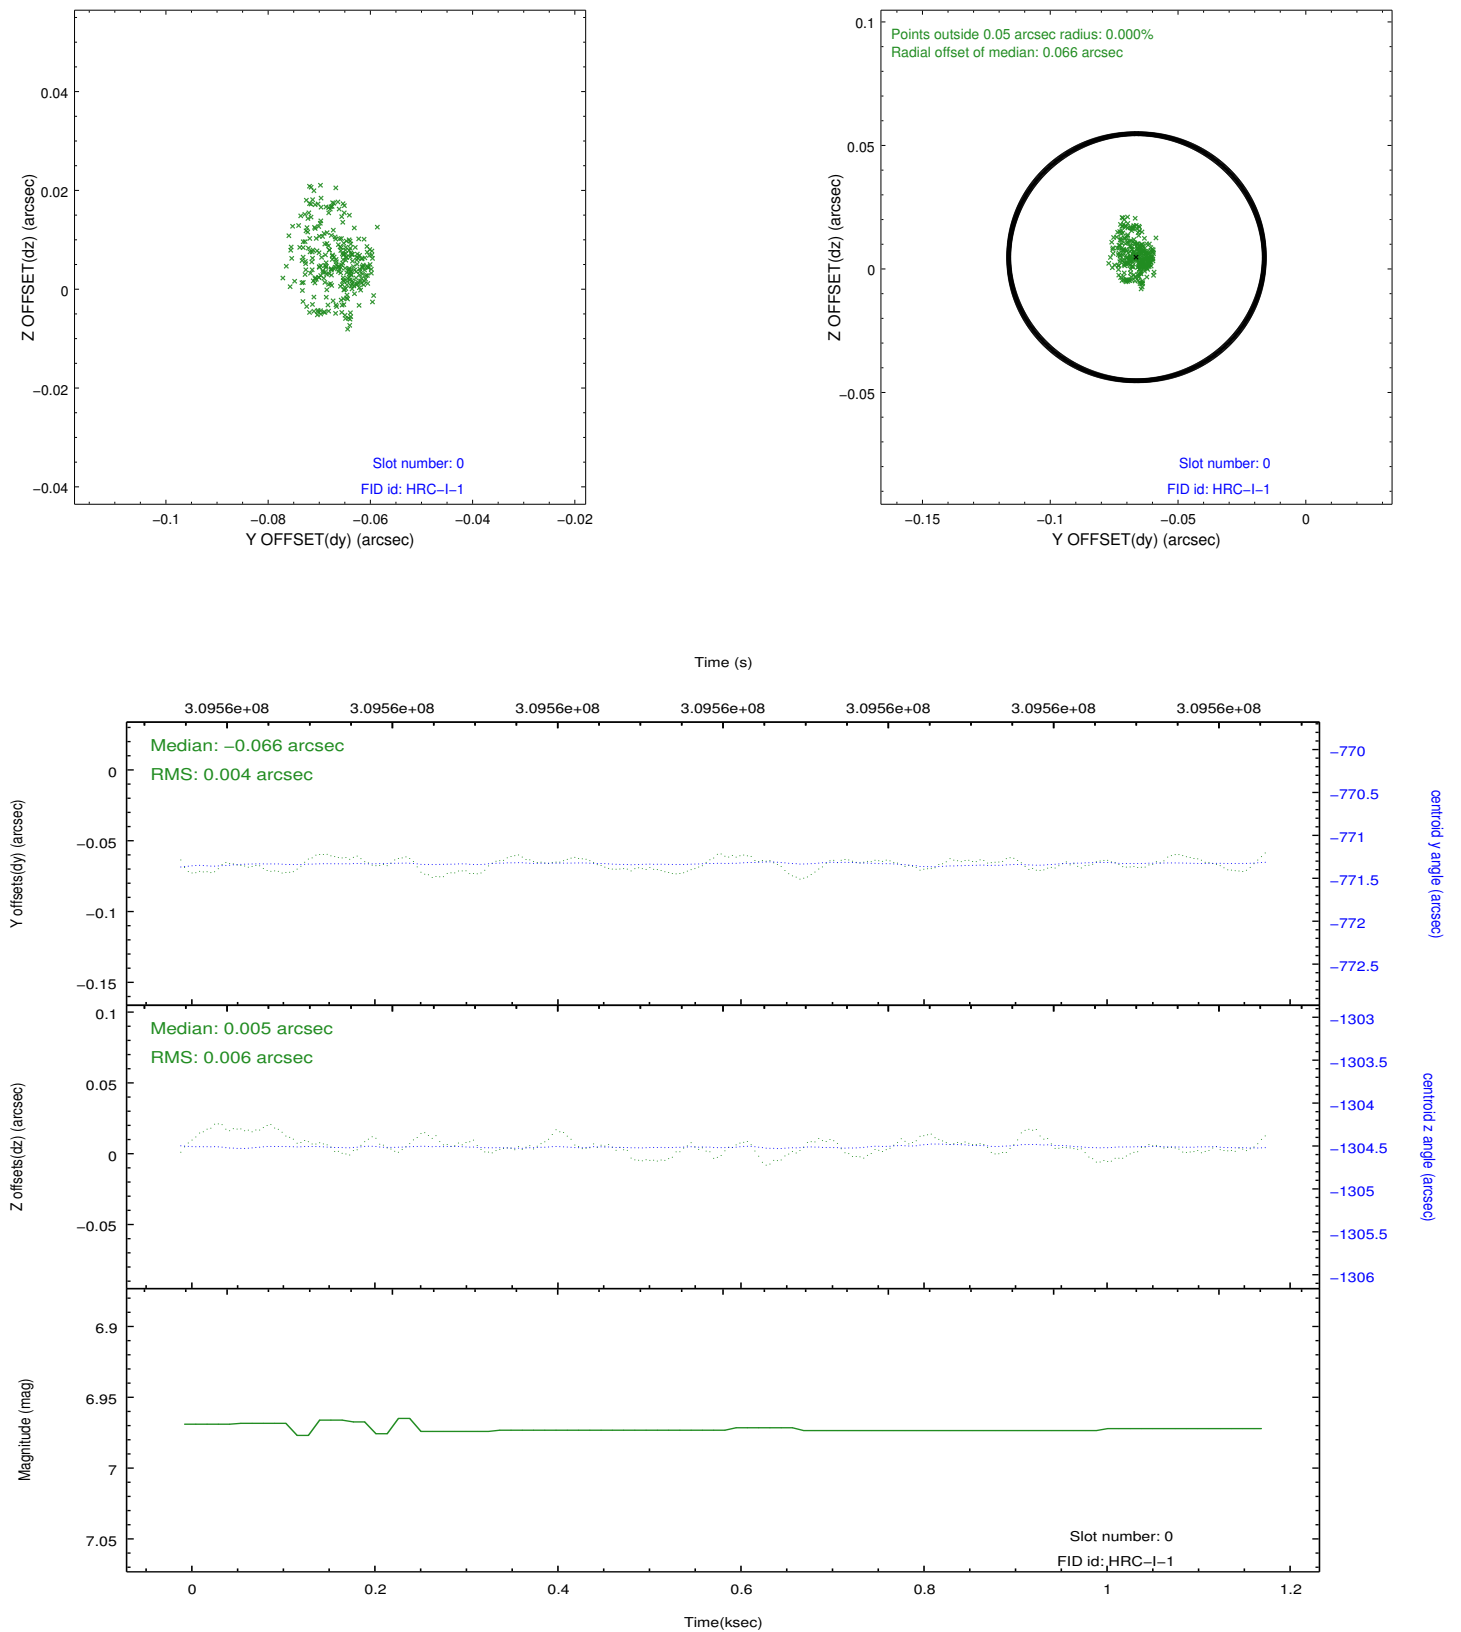 0.04
0.02
0
−0.02
−0.04
Z OFFSET(dz) (arcsec)
−0.1
−0.08
−0.06
−0.04
−0.02
Y OFFSET(dy) (arcsec)
Slot number: 0
FID id: HRC−I−1
Points outside 0.05 arcsec radius: 0.000%
Radial offset of median: 0.066 arcsec
0.1
0.05
0
−0.05
Z OFFSET(dz) (arcsec)
−0.15
−0.1
−0.05
0
Y OFFSET(dy) (arcsec)
Slot number: 0
FID id: HRC−I−1
Time (s)
3.0956e+08
3.0956e+08
3.0956e+08
3.0956e+08
3.0956e+08
3.0956e+08
3.0956e+08
Median: −0.066 arcsec
RMS: 0.004 arcsec
0
−0.05
−0.1
−0.15
Y offsets(dy) (arcsec)
−770
−770.5
−771
−771.5
−772
−772.5
centroid y angle (arcsec)
Median: 0.005 arcsec
RMS: 0.006 arcsec
0.1
0.05
0
−0.05
Z offsets(dz) (arcsec)
−1303
−1303.5
−1304
−1304.5
−1305
−1305.5
−1306
centroid z angle (arcsec)
6.9
6.95
7
7.05
Magnitude (mag)
Slot number: 0
FID id: HRC−I−1
0
0.2
0.4
0.6
0.8
1
1.2
Time(ksec)